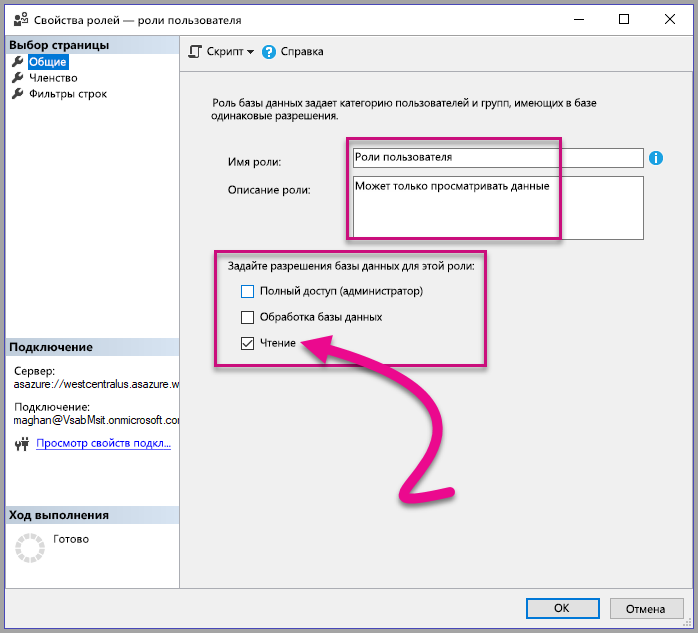 Свойства ролей — роли пользователя
Выбор страницы
Общие
Членство
Фильтры строк
Скрипт
Справка
Роль базы данных задает категорию пользователей и групп, имеющих в базе
одинаковые разрешения.
Имя роли:
Роли пользователя
Описание роли:
Может только просматривать данные
Задайте разрешения базы данных для этой роли:
Полный доступ (администратор)
Обработка базы данных
Чтение
Подключение
Сервер:
asazure://westcentralus.asazure.w
Подключение:
maghan@VsabMsit.onmicrosoft.co
Просмотр свойств подкл...
Ход выполнения
Готово
OK
Отмена